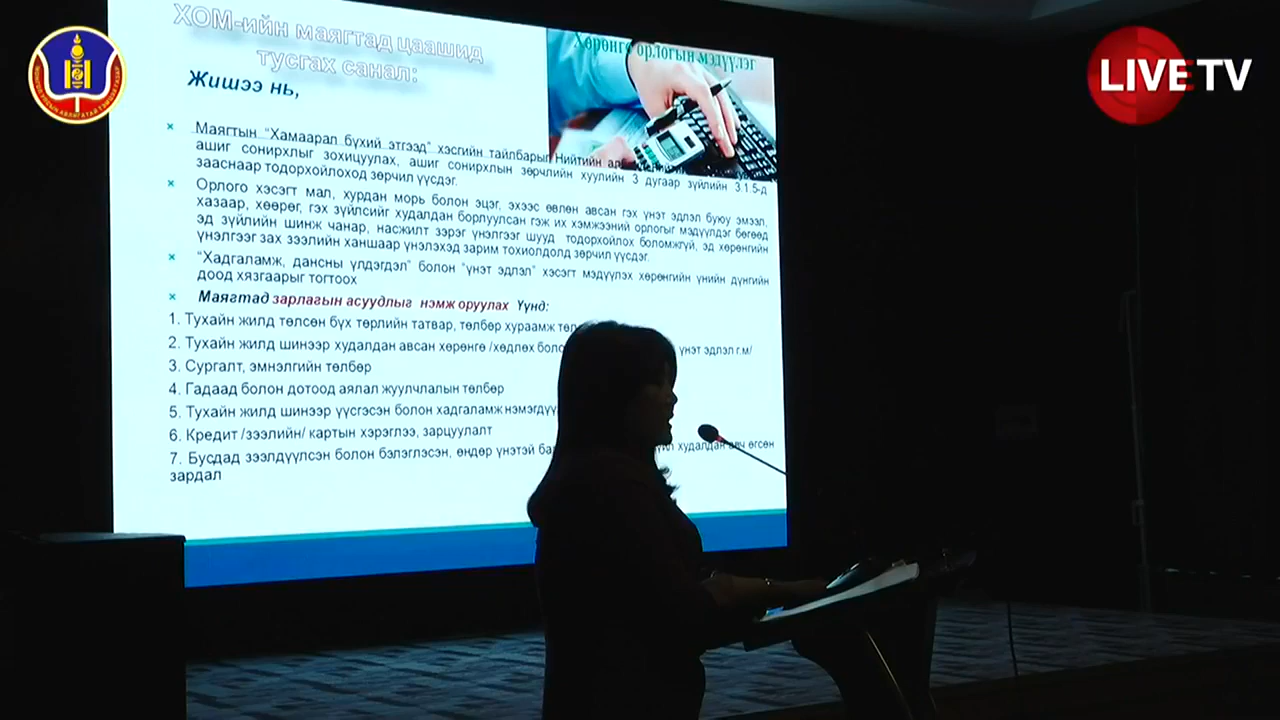 ХОМ-ийн маягтад цаашид
тусгах санал:
Хөрөнгө орлогын мэдүүлэг
LIVE TV
Жишээ нь,
Маягтын "Хамаарал бүхий этгээд" хэсгийн тайлбарыг Нийтийн
ашиг сонирхлыг зохицуулах, ашиг сонирхлын зөрчлийн хуулийн 3 дугаар зүйлийн 3.1.5-д
зааснаар тодорхойлоход зөрчил үүсдэг.
Орлого хэсэгт мал, хурдан морь болон эцэг, эхээс өвлөн авсан гэх үнэт эдлэл буюу эмээл,
хазаар, хөөрөг, гэх зүйлсийг худалдан борлуулсан гэж их хэмжээний орлогыг мэдүүлдэг бөгөөд
эд зүйлийн шинж чанар, насжилт зэрэг үнэлгээг шууд тодорхойлох боломжгүй, эд хөрөнгийн
үнэлгээг зах зээлийн ханшаар үнэлэхэд зарим тохиолдолд зөрчил үүсдэг.
"Хадгаламж, дансны үлдэгдэл" болон "үнэт эдлэл" хэсэгт мэдүүлэх хөрөнгийн үнийн дүнгийн
доод хязгаарыг тогтоох
Маягтад зарлагын асуудлыг нэмж оруулах Үүнд:
1. Тухайн жилд төлсөн бүх төрлийн татвар, төлбөр хураамж
2. Тухайн жилд шинээр худалдан авсан хөрөнгө /хөдлөх үнэт эдлэл г.м/
3. Сургалт, эмнэлгийн төлбөр
4. Гадаад болон дотоод аялал жуулчлалын төлбөр
5. Тухайн жилд шинээр үүсгэсэн болон хадгаламж
6. Кредит /зээлийн/ картын хэрэглээ, зарцуулалт
7. Бусдад зээлдүүлсэн болон бэлэглэсэн, өндөр үнэтэй худалдан авч өгсөн
зардал